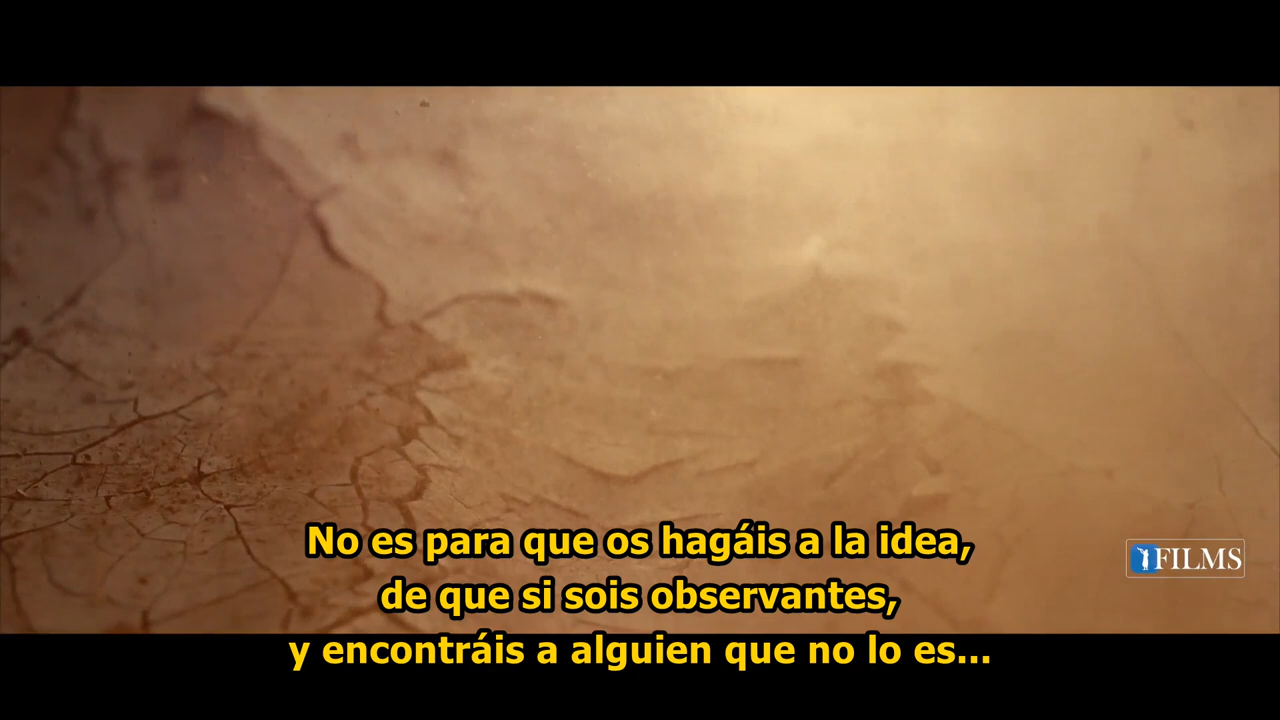 No es para que os hagáis a la idea,
de que si sois observantes,
FILMS
y encontráis a alguien que no lo es...